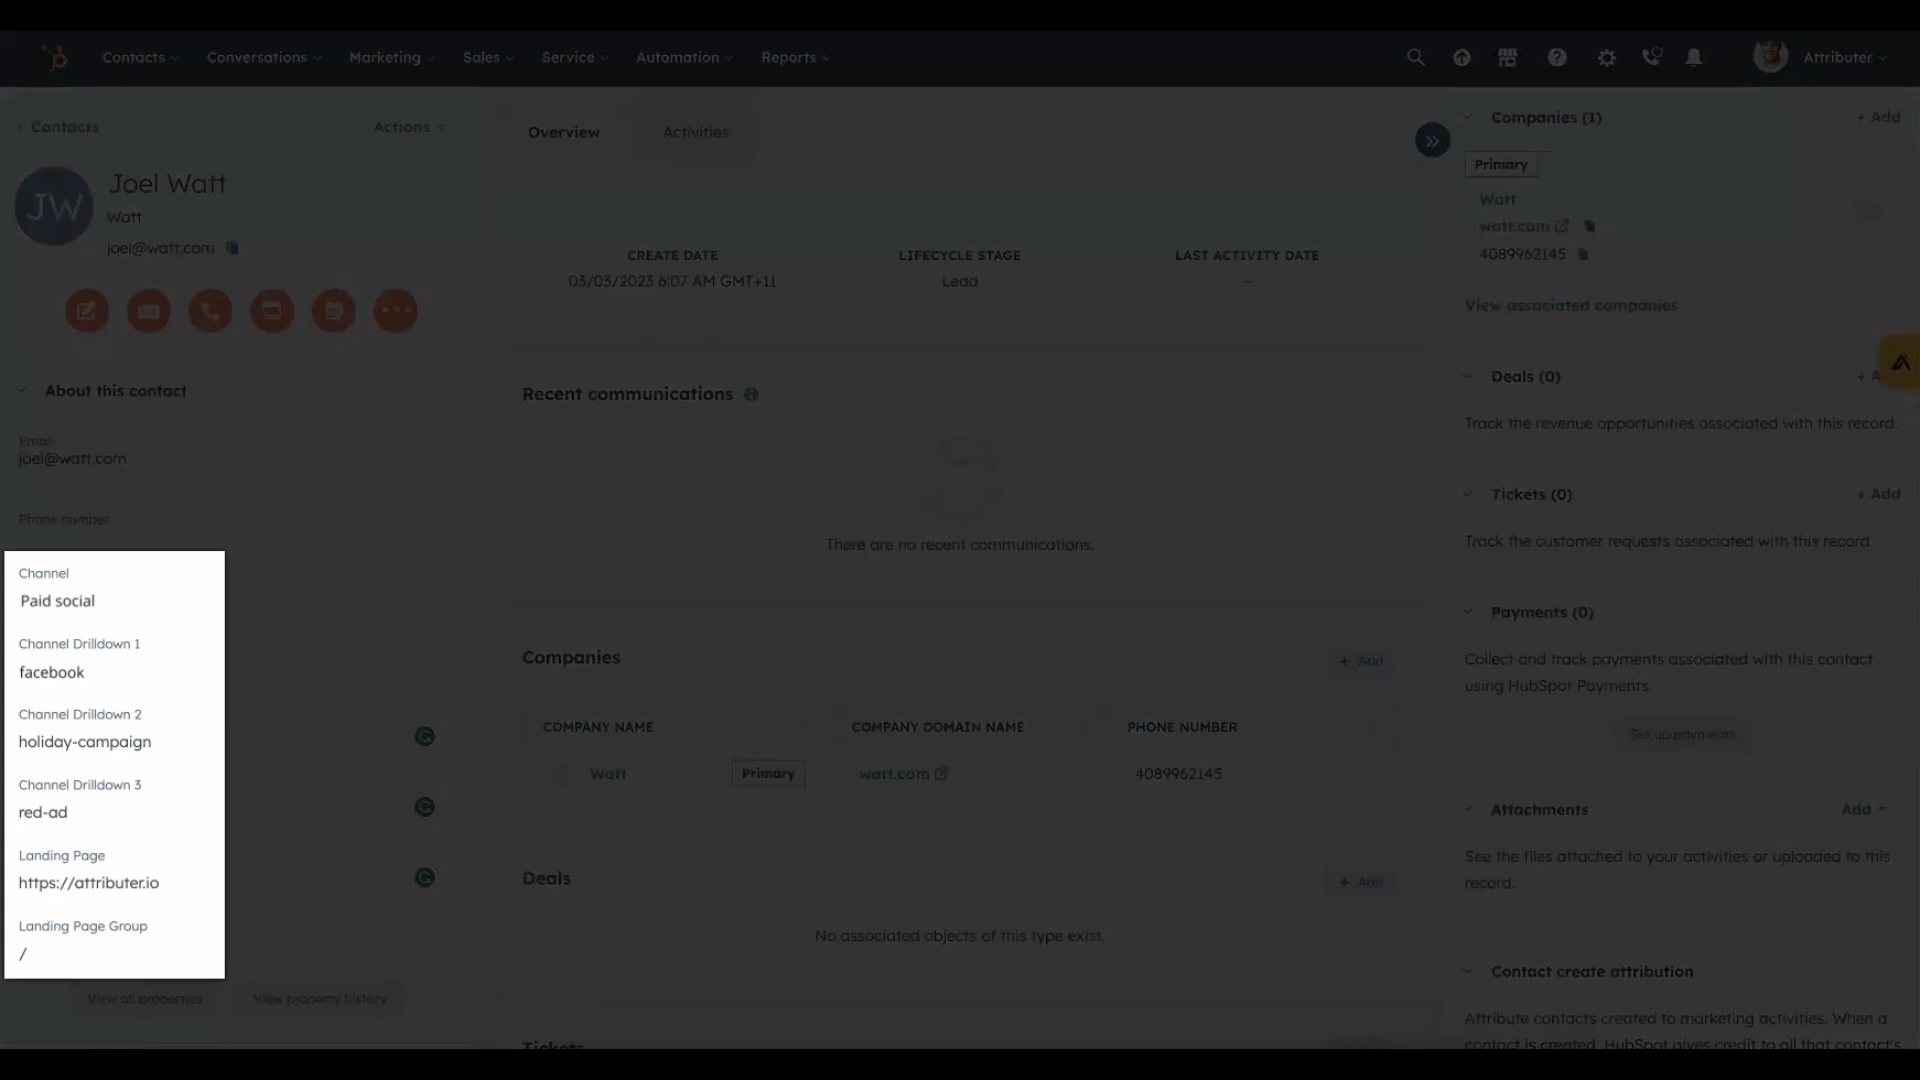 Contacts
Conversations
Marketing
Sales
Service
Automation
Reports
Attributer
Contacts
Actions
JW
Joel Watt
Watt
joel@watt.com
About this contact
Email
joel@watt.com
Phone number
Channel
Paid social
Channel Drilldown 1
facebook
Channel Drilldown 2
holiday-campaign
Channel Drilldown 3
red-ad
Landing Page
https://attributer.io
Landing Page Group
/
View all properties
View property history
Overview
Activities
CREATE DATE
03/03/2023 6:07 AM GMT+11
LIFECYCLE STAGE
Lead
LAST ACTIVITY DATE
--
Recent communications
There are no recent communications.
Companies
+ Add
COMPANY NAME
COMPANY DOMAIN NAME
PHONE NUMBER
Watt
Primary
watt.com
4089962145
Deals
+ Add
No associated objects of this type exist.
Tickets
Companies (1)
+ Add
Primary
Watt
watt.com
4089962145
View associated companies
Deals (0)
+ A
Track the revenue opportunities associated with this record.
Tickets (0)
+ Add
Track the customer requests associated with this record
Payments (0)
Collect and track payments associated with this contact
using HubSpot Payments.
Set up payments
Attachments
Add
See the files attached to your activities or uploaded to this
record.
Contact create attribution
Attribute contacts created to marketing activities. When a
contact is created, HubSpot gives credit to all that contact's